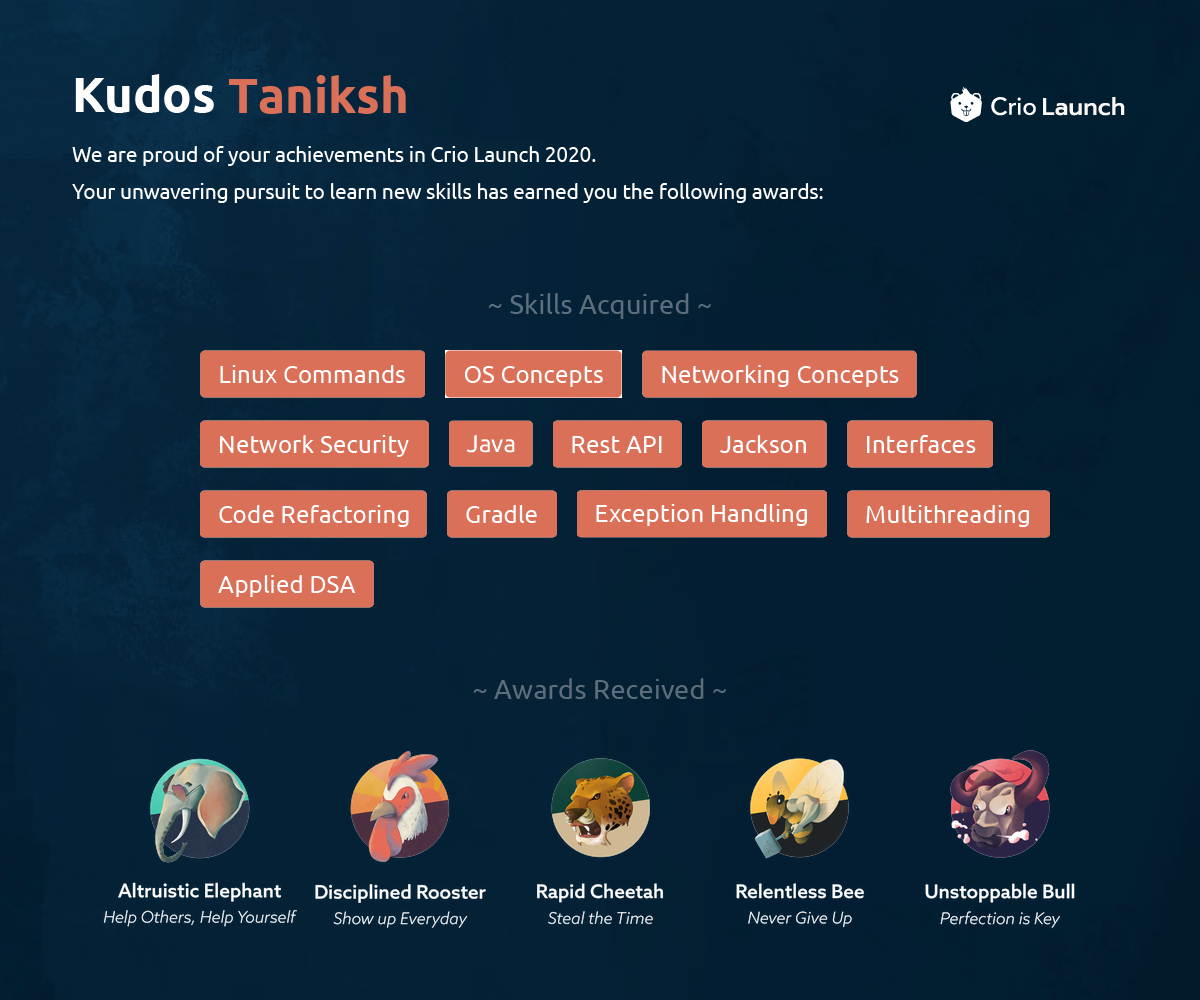 Kudos Taniksh
Crio Launch
We are proud of your achievements in Crio Launch 2020.
Your unwavering pursuit to learn new skills has earned you the following awards:
~ Skills Acquired ~
Linux Commands OS Concepts Networking Concepts
Network Security Java Rest API Jackson Interfaces
Code Refactoring Gradle Exception Handling Multithreading
Applied DSA
~ Awards Received ~
Altruistic Elephant Disciplined Rooster Rapid Cheetah Relentless Bee Unstoppable Bull
Help Others, Help Yourself Show up Everyday Steal the Time Never Give Up Perfection is Key